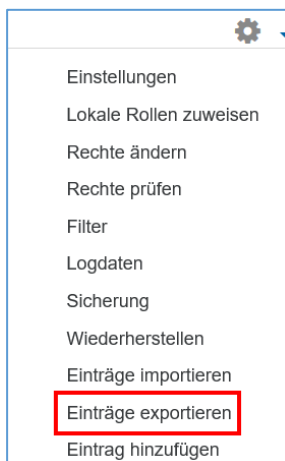 Einstellungen
Lokale Rollen zuweisen
Rechte ändern
Rechte prüfen
Filter
Logdaten
Sicherung
Wiederherstellen
Einträge importieren
Einträge exportieren
Eintrag hinzufügen